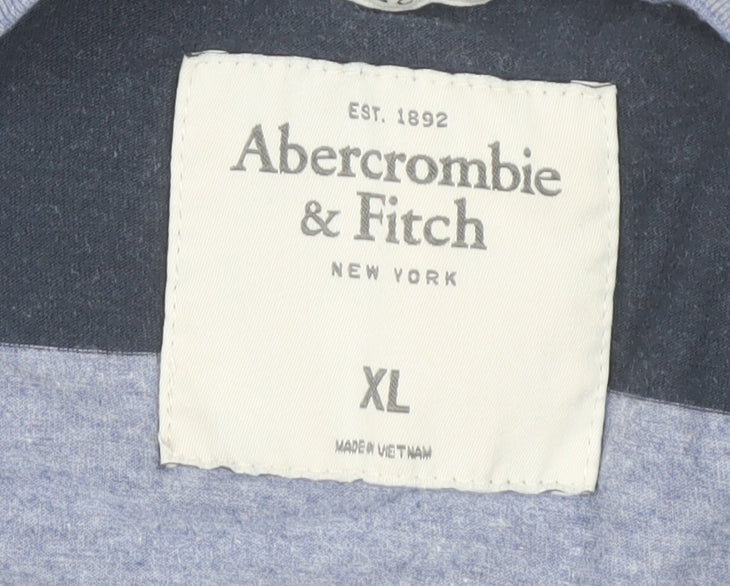 EST. 1892
Abercrombie
& Fitch
NEW YORK
XL
MADE IN VIETNAM